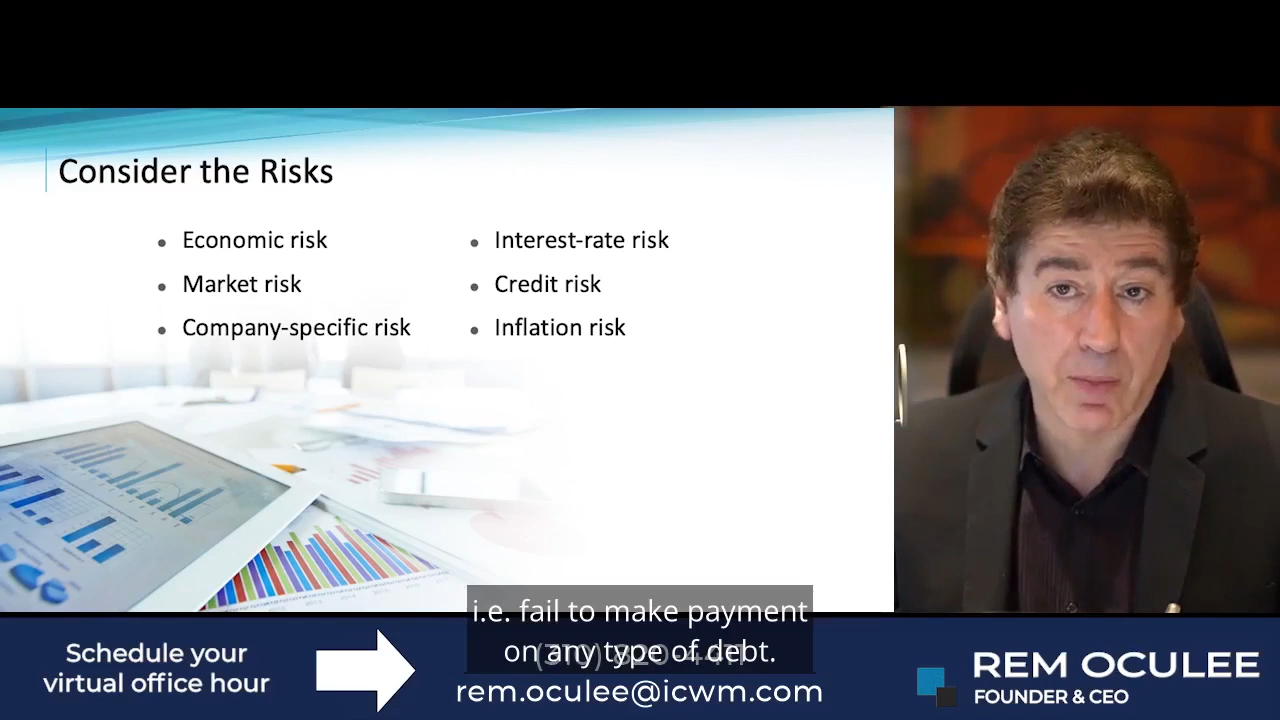 Consider the Risks
Economic risk
Market risk
Company-specific risk
Interest-rate risk
Credit risk
Inflation risk
i.e. fail to make payment
on any type of debt.
Schedule your
virtual office hour
rem.oculee@icwm.com
REM OCULEE
FOUNDER & CEO